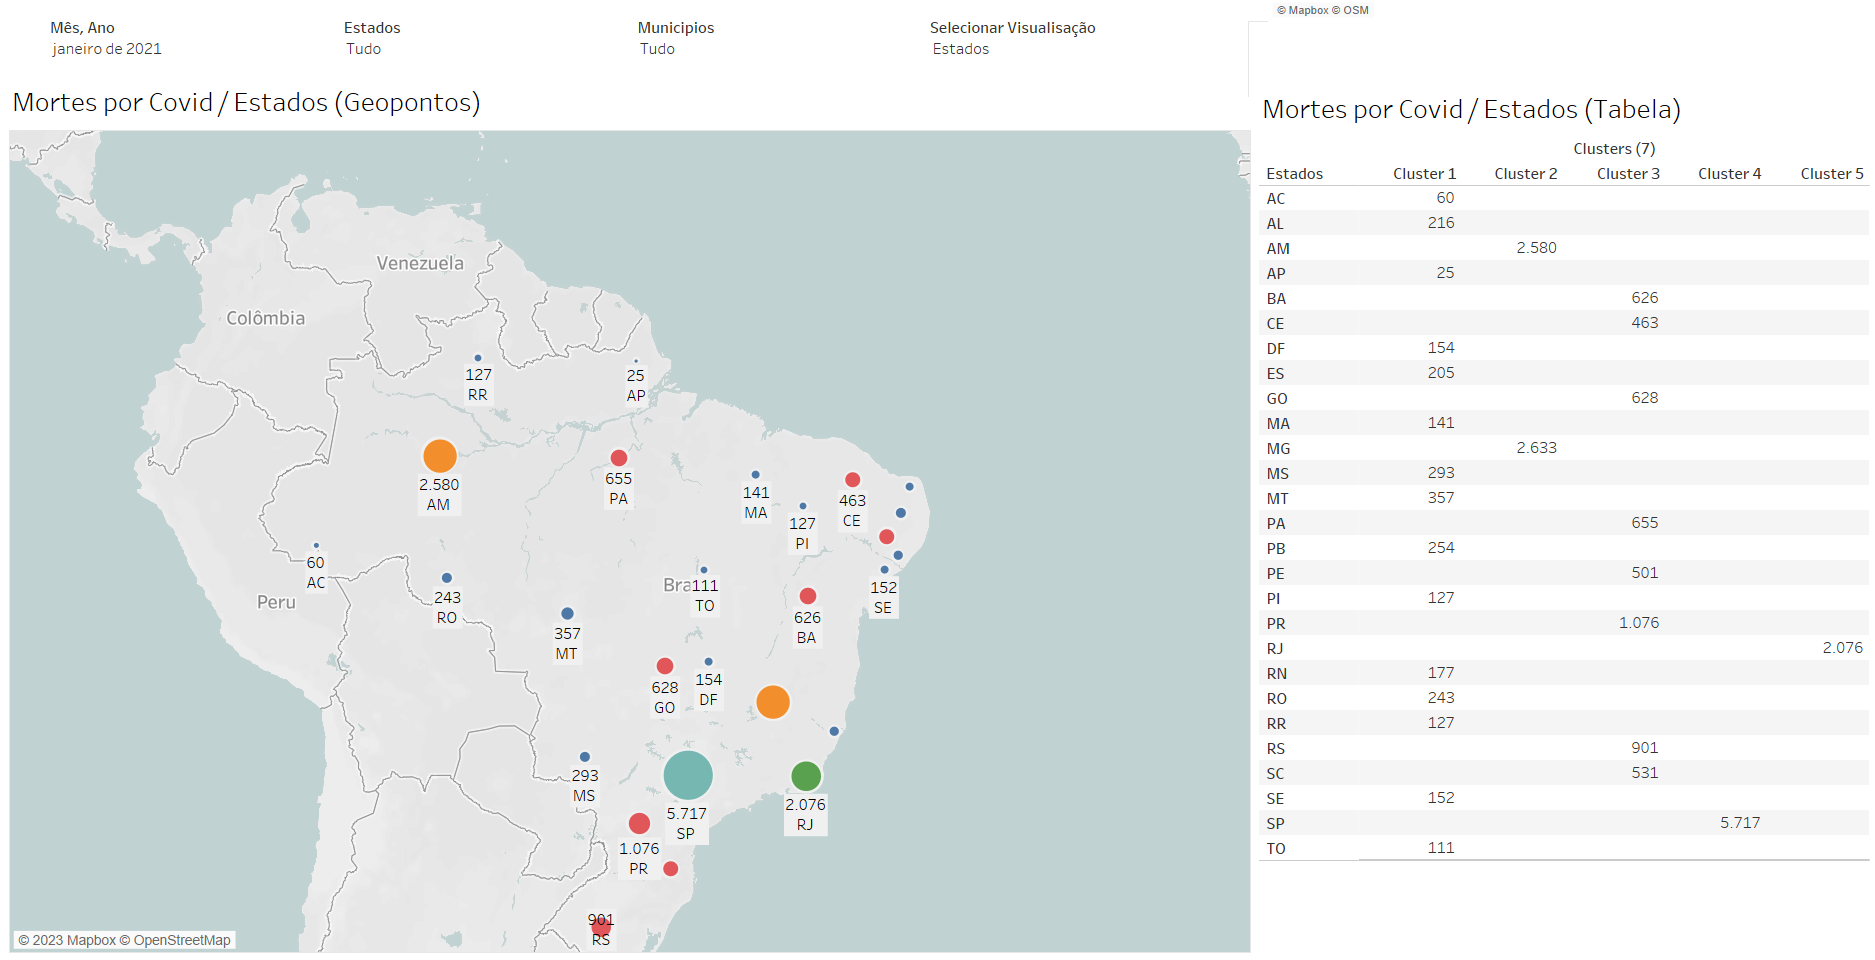 © Mapbox © OSM
Mês, Ano Estados Municipios Selecionar Visualisação
janeiro de 2021 Tudo Tudo Estados
Mortes por Covid / Estados (Geopontos)
Venezuela
Colômbia
127
RR
25
AP
2.580
AM
655
PA
141
MA
463
CE
127
PI
60
AC
243
RO
Peru
Bra
111
TO
152
SE
626
BA
357
MT
628
GO
154
DF
293
MS
5.717
SP
2.076
RJ
1.076
PR
901
RS
© 2023 Mapbox © OpenStreetMap
Mortes por Covid / Estados (Tabela)
Clusters (7)
Estados Cluster 1 Cluster 2 Cluster 3 Cluster 4 Cluster 5
AC 60
AL 216
AM 2.580
AP 25
BA 626
CE 463
DF 154
ES 205
GO 628
MA 141
MG 2.633
MS 293
MT 357
PA 655
PB 254
PE 501
PI 127
PR 1.076
RJ 2.076
RN 177
RO 243
RR 127
RS 901
SC 531
SE 152
SP 5.717
TO 111